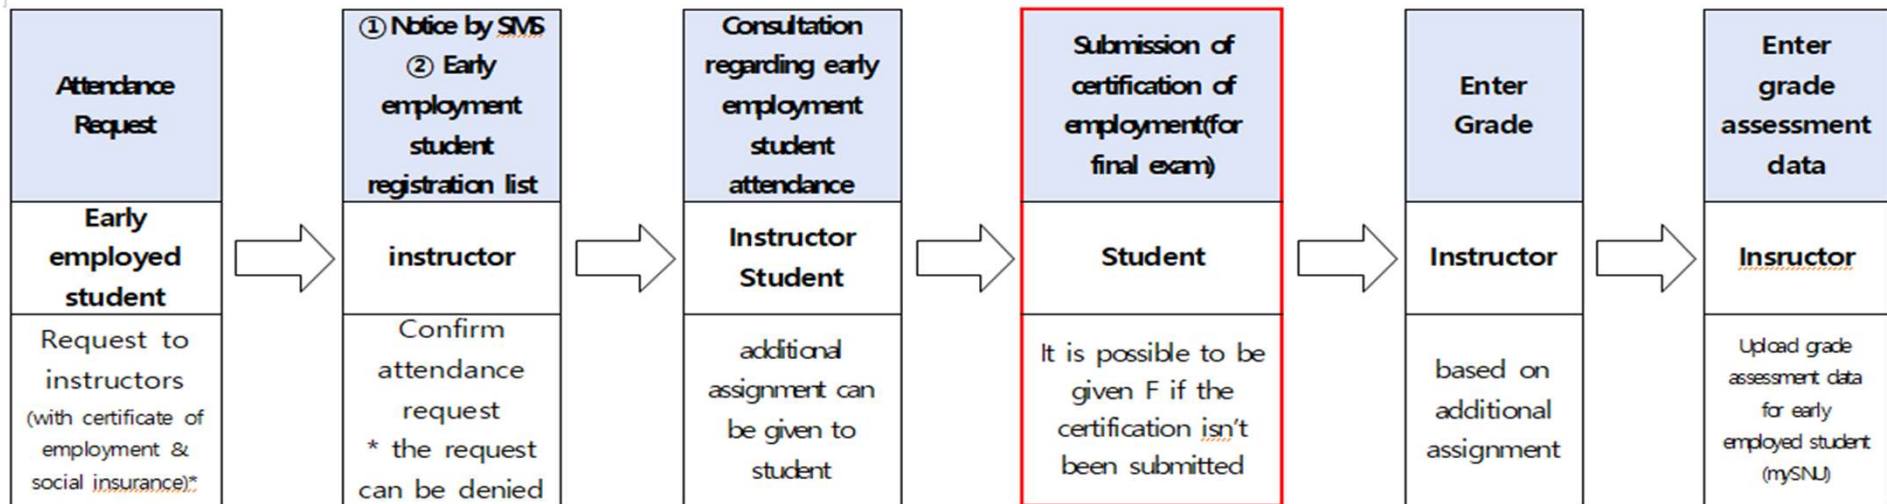 Attendance
Request
Early
employed
student
Request to
instructors
(with certificate of
employment &
social insurance)*
① Notice by SMS
② Early
employment
student
registration list
instructor
Confirm
attendance
request
* the request
can be denied
Consultation
regarding early
employment
student
attendance
Instructor
Student
additional
assignment can
be given to
student
Submission of
certification of
employment(for
final exam)
Student
It is possible to be
given F if the
certification isn't
been submitted
Enter
Grade
Instructor
based on
additional
assignment
Enter
grade
assessment
data
Insructor
Upload grade
assessment data
for early
employed student
(mySNU)